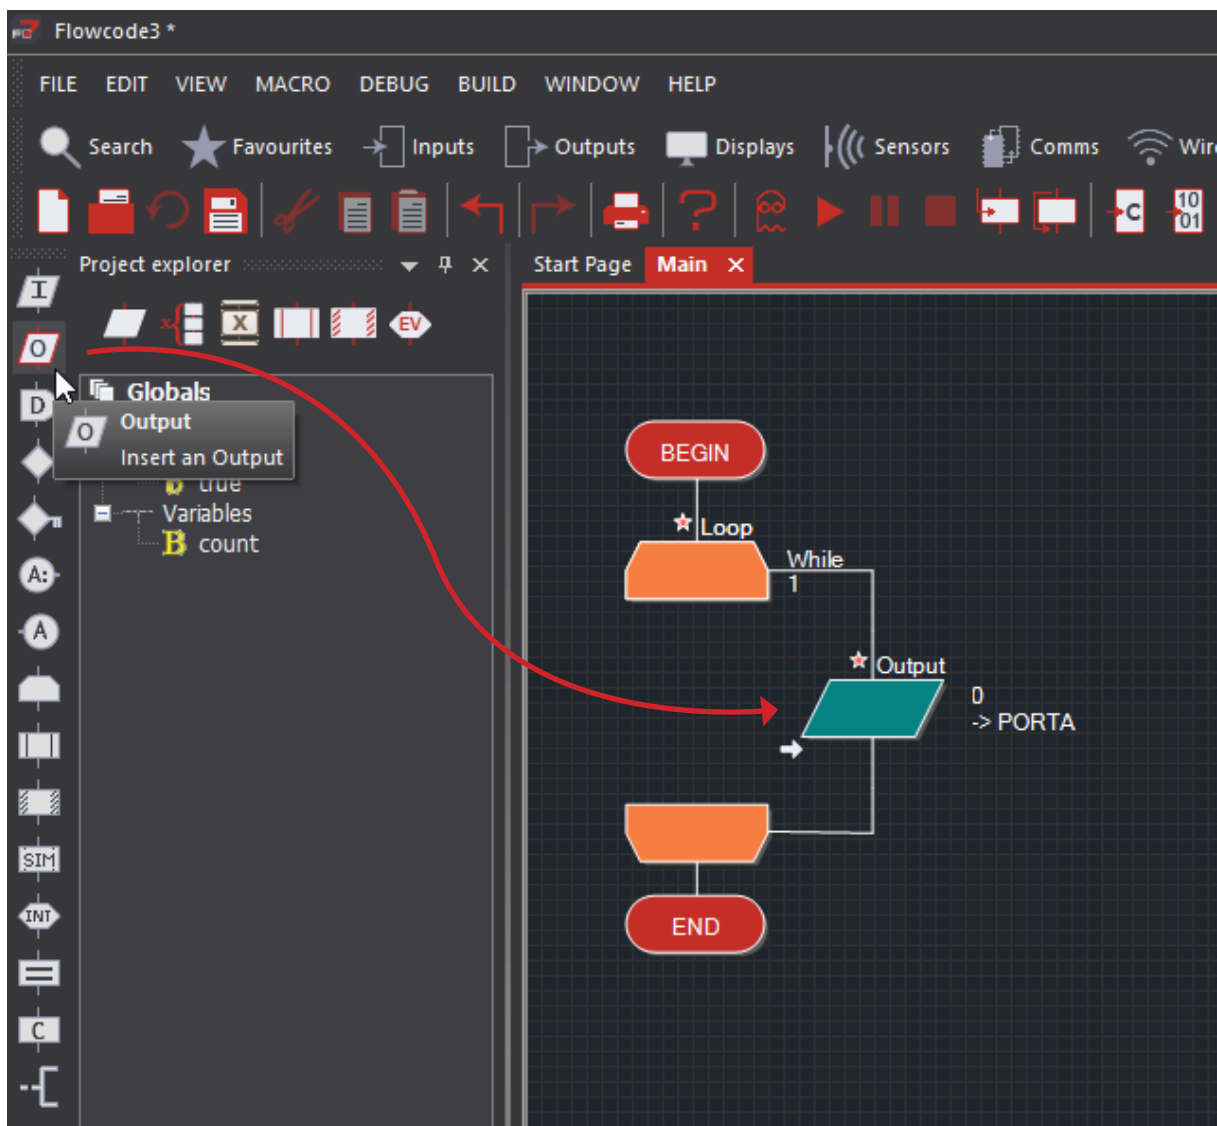 Flowcode3 *
FILE EDIT VIEW MACRO DEBUG BUILD WINDOW HELP
Search Favourites Inputs Outputs Displays Sensors Comms Wire
C 10 01
Project explorer
Start Page Main
I
O
EV
X
D
Globals
O
Output
Insert an Output
true
Variables
B count
A:
A
SIM
INT
C
BEGIN
Loop
While
1
Output
0
-> PORTA
END